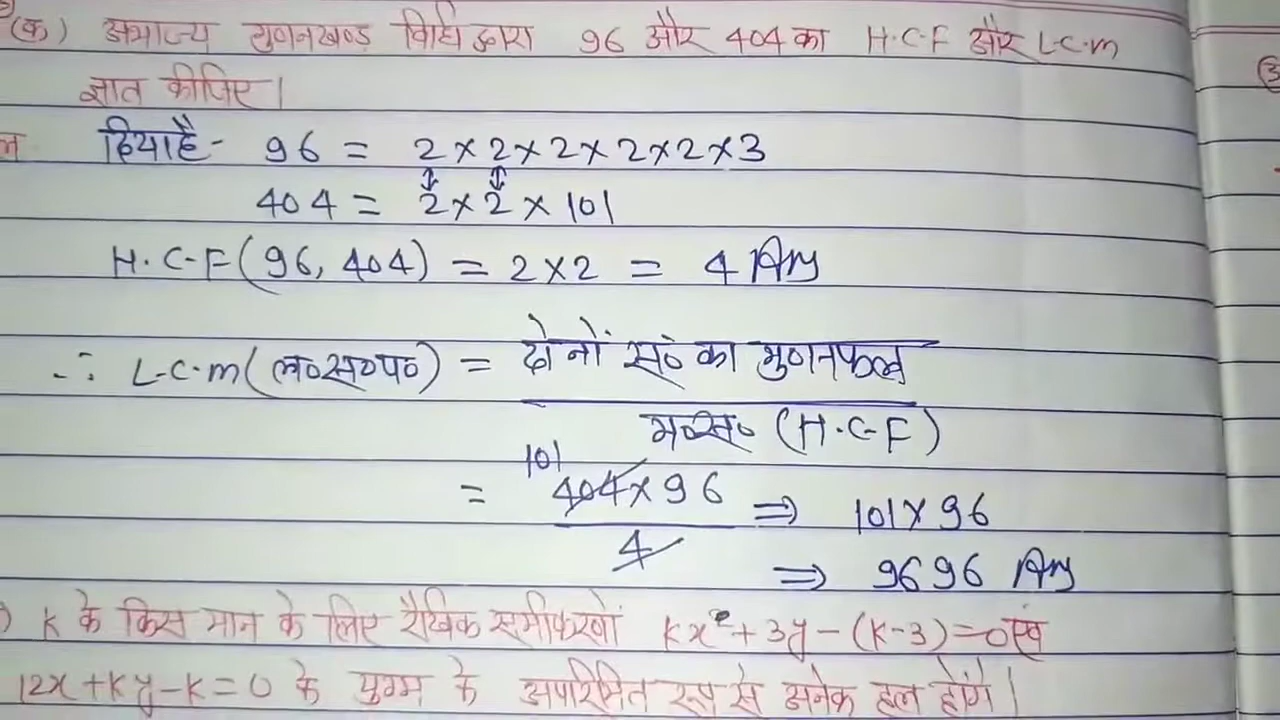 (क) अभाज्य गुणनखण्ड विधि द्वारा 96 और 404 का H.C.F और L.C.m
ज्ञात कीजिए।
दिया है- 96 = 2×2×2×2×2×3
↕ ↕
404 = 2×2×101
H.C.F(96, 404) = 2×2 = 4 Ans
∴ L.C.m(ल०स०प०) = दोनों सं० का गुणनफल
म०स० (H.C.F)
101
= 404×96 ⇒ 101×96
4
⇒ 9696 Ans
) K के किस मान के लिए रैखिक समीकरणों Kx + 3y - (K-3) = 0 एवं
12x + Ky - K = 0 के युग्म के अपरिमित रूप से अनेक हल होंगे।